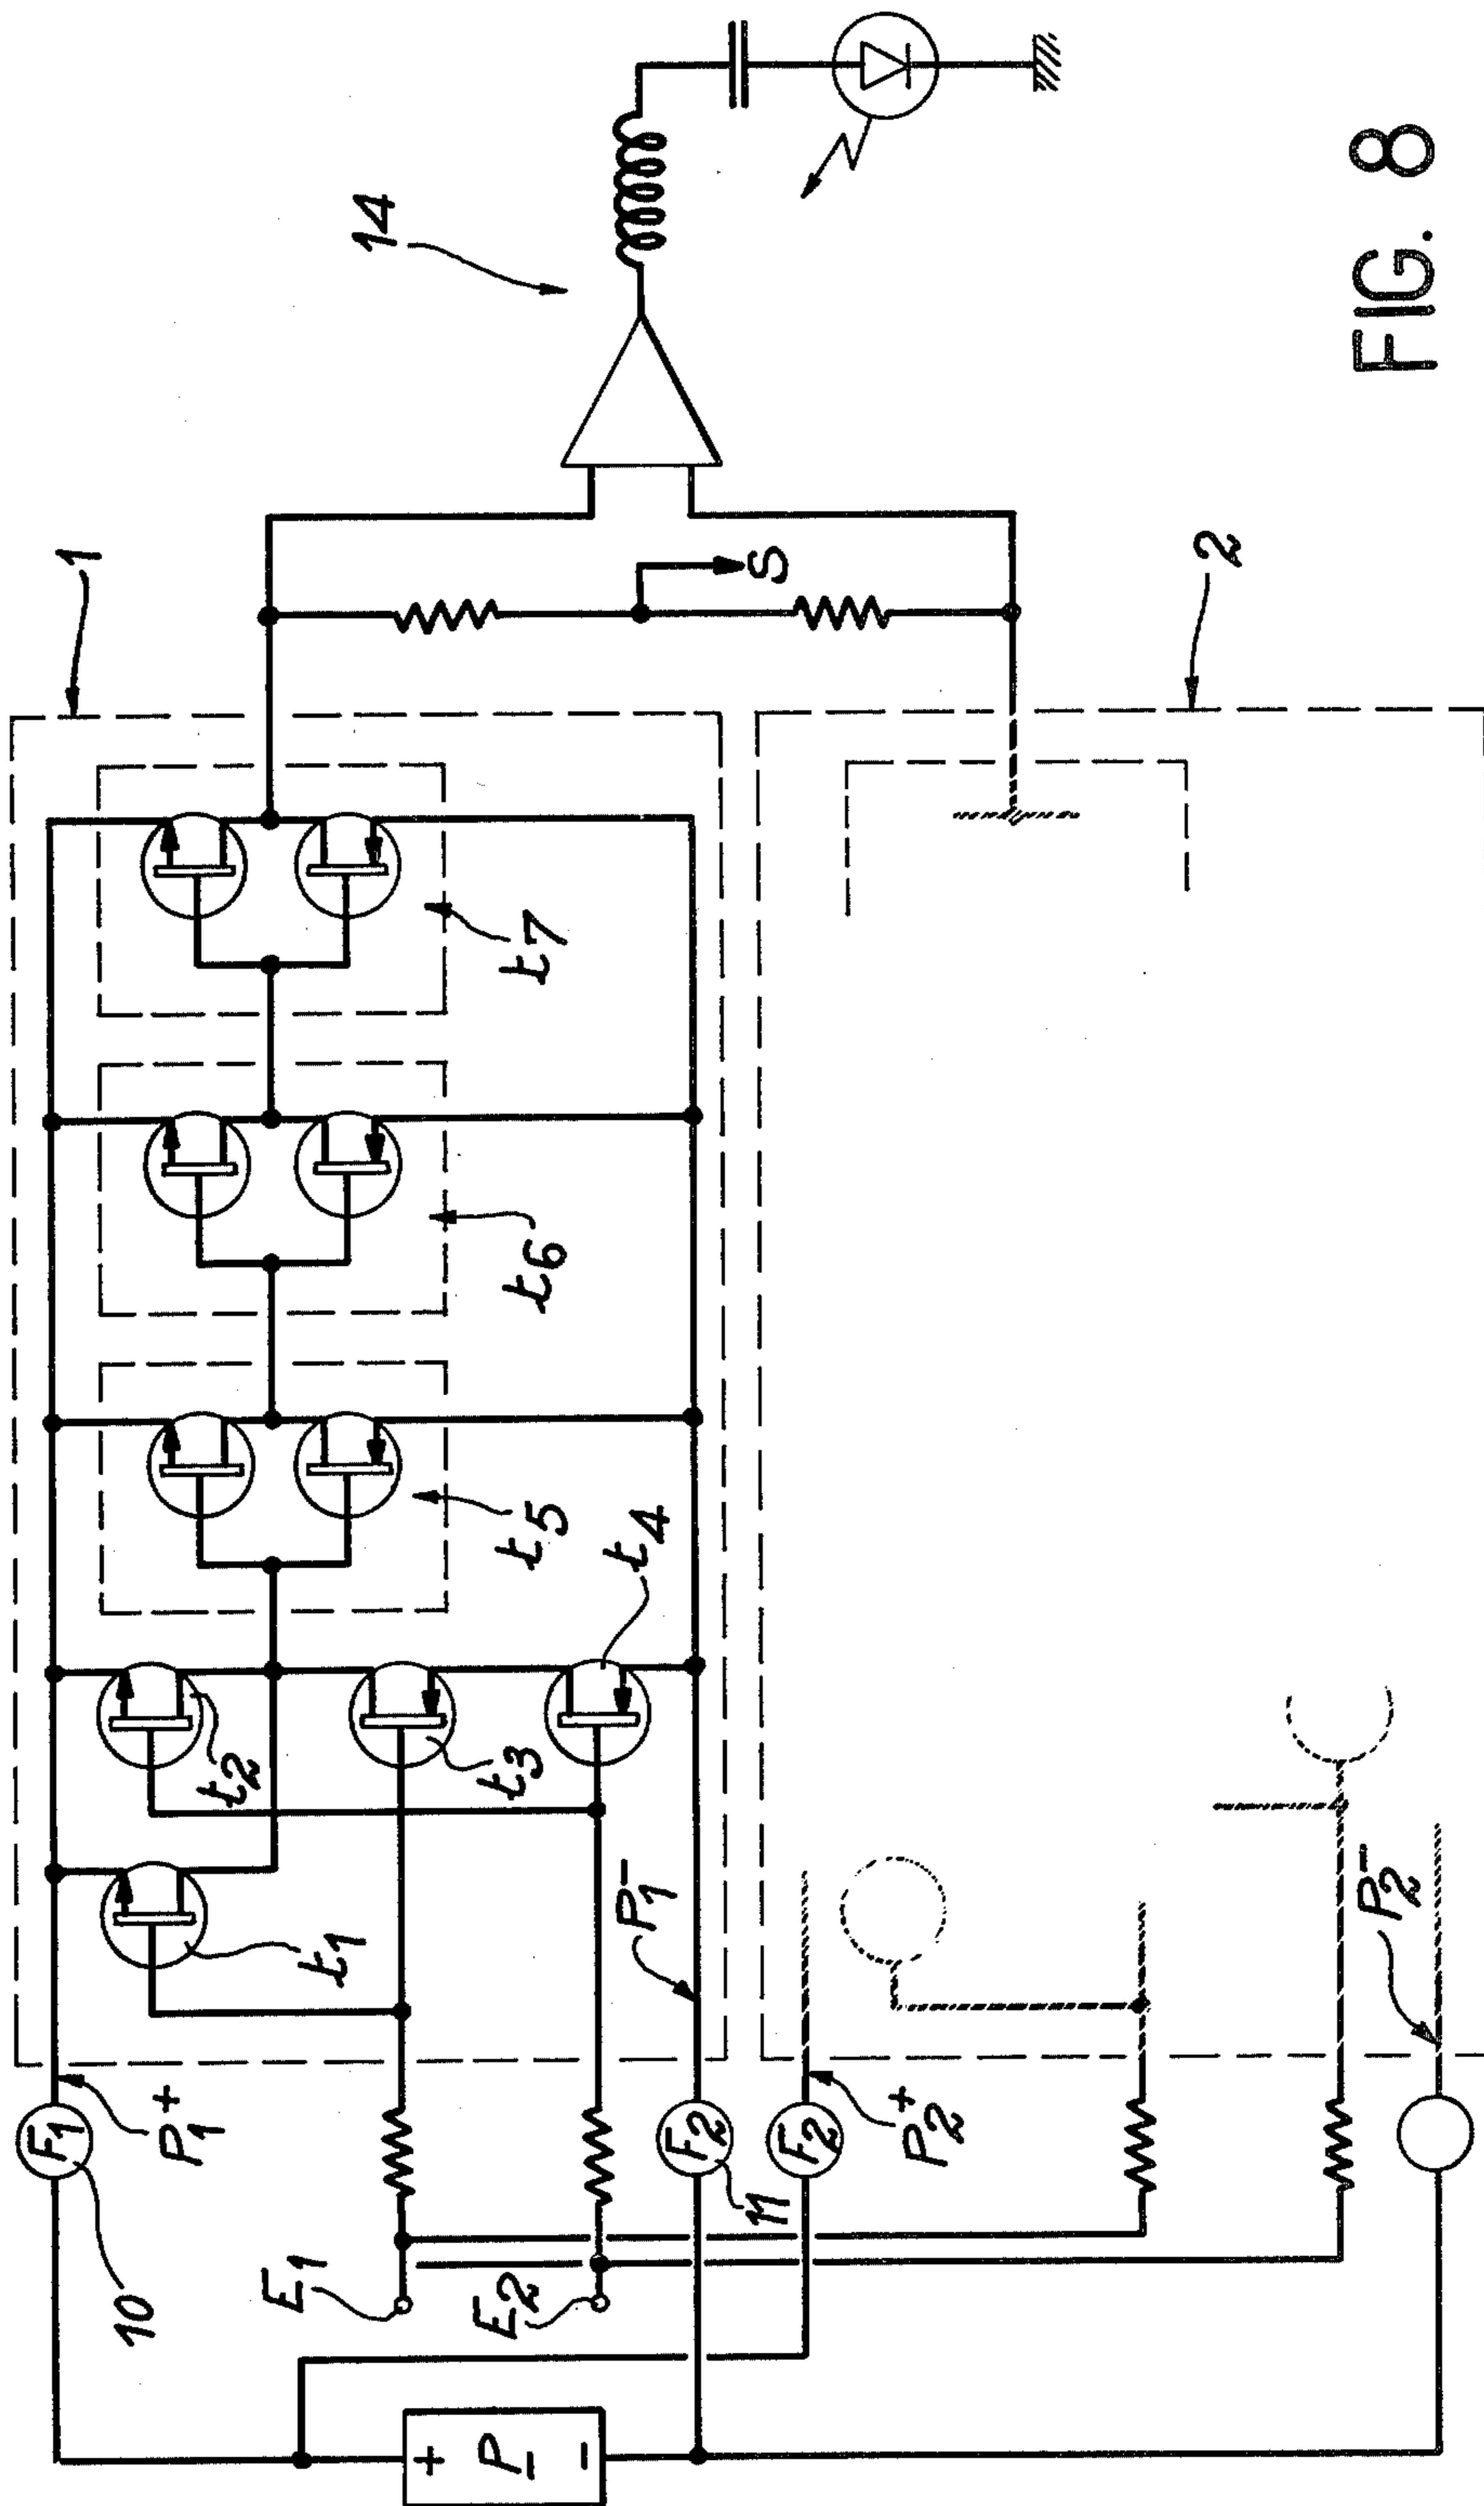 1
14
t7
t6
t5
t4
t2
t3
t1
S
2
F1
P1+
10
E1
E2
P1-
F2
11
F2
P2+
P2-
+
P
-
FIG. 8